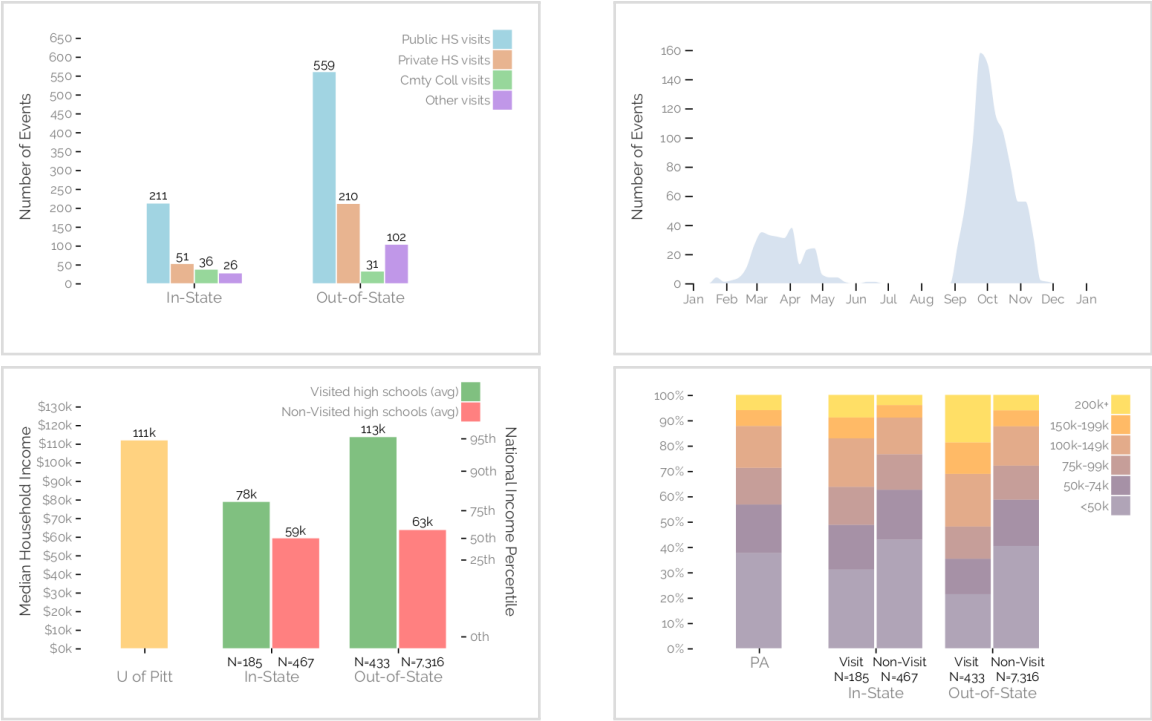 Public HS visits
Private HS visits
Cmty Coll visits
Other visits
Number of Events
650
600
550
500
450
400
350
300
250
200
150
100
50
0
211
51
36
26
559
210
31
102
In-State
Out-of-State
Number of Events
160
140
120
100
80
60
40
20
0
Jan Feb Mar Apr May Jun Jul Aug Sep Oct Nov Dec Jan
Visited high schools (avg)
Non-Visited high schools (avg)
Median Household Income
$130k
$120k
$110k
$100k
$90k
$80k
$70k
$60k
$50k
$40k
$30k
$20k
$10k
$0k
111k
78k
59k
113k
63k
95th
90th
75th
50th
25th
0th
National Income Percentile
N=185 N=467 N=433 N=7,316
U of Pitt In-State Out-of-State
100%
90%
80%
70%
60%
50%
40%
30%
20%
10%
0%
200k+
150k-199k
100k-149k
75k-99k
50k-74k
<50k
PA
Visit Non-Visit Visit Non-Visit
N=185 N=467 N=433 N=7,316
In-State Out-of-State